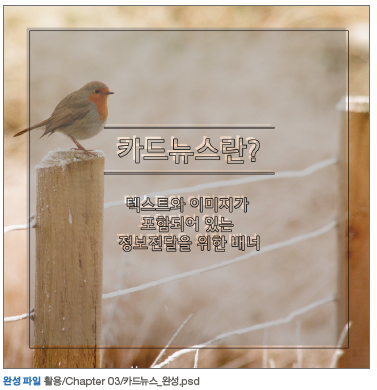 카드뉴스란?
텍스트와 이미지가
포함되어 있는
정보전달을 위한 배너
완성 파일 활용/Chapter 03/카드뉴스_완성.psd